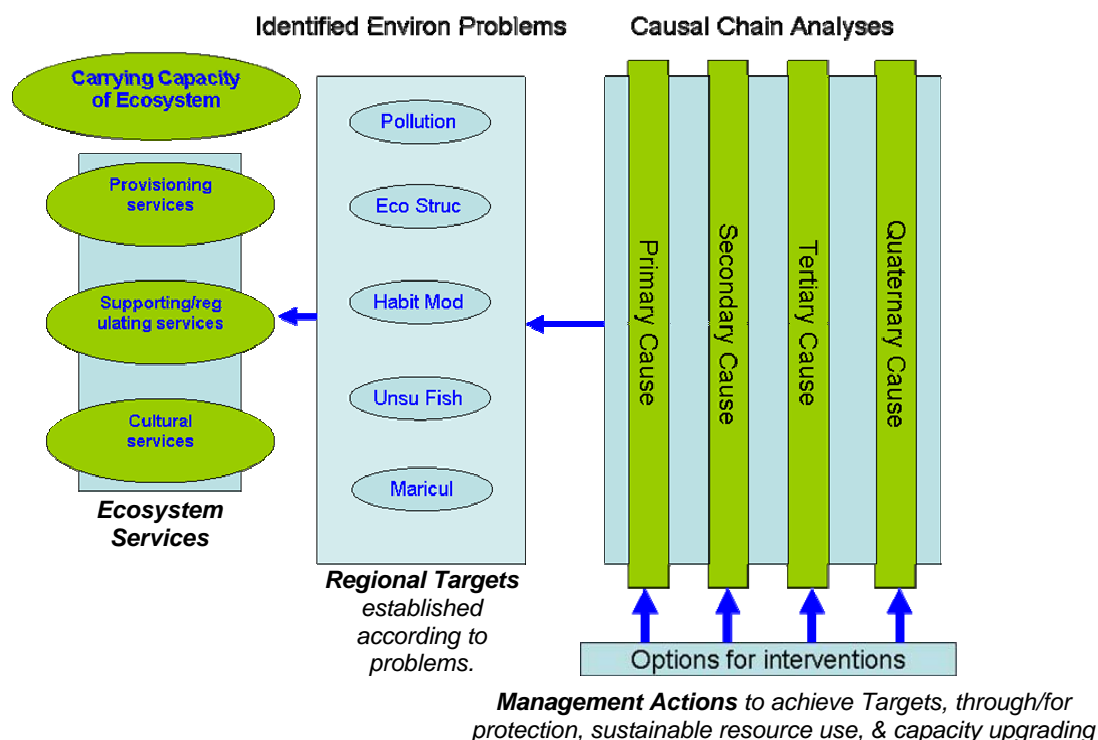 Identified Environ Problems
Causal Chain Analyses
Carrying Capacity
of Ecosystem
Provisioning
services
Supporting/reg
ulating services
Cultural
services
Ecosystem
Services
Pollution
Eco Struc
Habit Mod
Unsu Fish
Maricul
Regional Targets
established
according to
problems.
Primary Cause
Secondary Cause
Tertiary Cause
Quaternary Cause
Options for interventions
Management Actions to achieve Targets, through/for
protection, sustainable resource use, & capacity upgrading